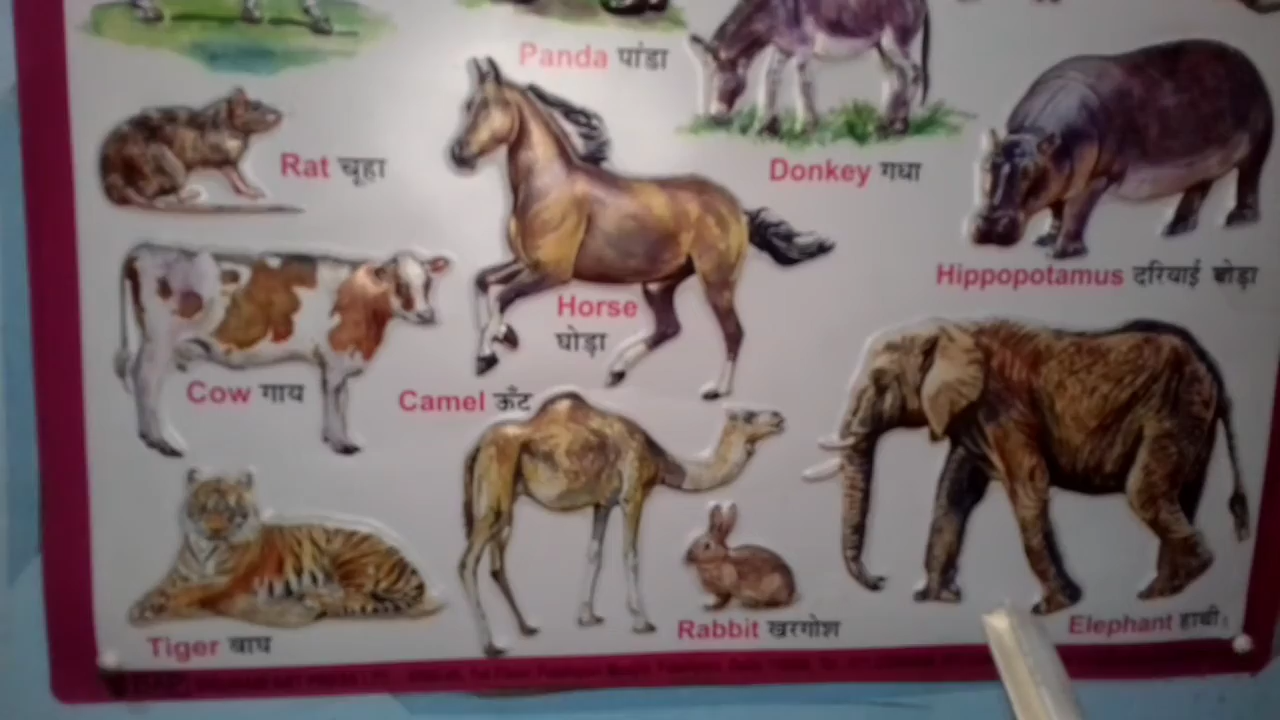 Panda पांडा
Rat चूहा
Donkey गधा
Hippopotamus दरियाई घोड़ा
Horse
घोड़ा
Cow गाय
Camel ऊँट
Tiger बाघ
Rabbit खरगोश
Elephant हाथी